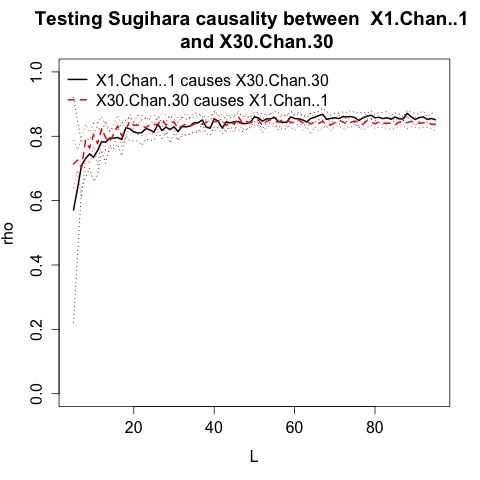 Testing Sugihara causality between  X1.Chan..1
and X30.Chan.30
X1.Chan..1 causes X30.Chan.30
X30.Chan.30 causes X1.Chan..1
rho
1.0
0.8
0.6
0.4
0.2
0.0
20 40 60 80
L